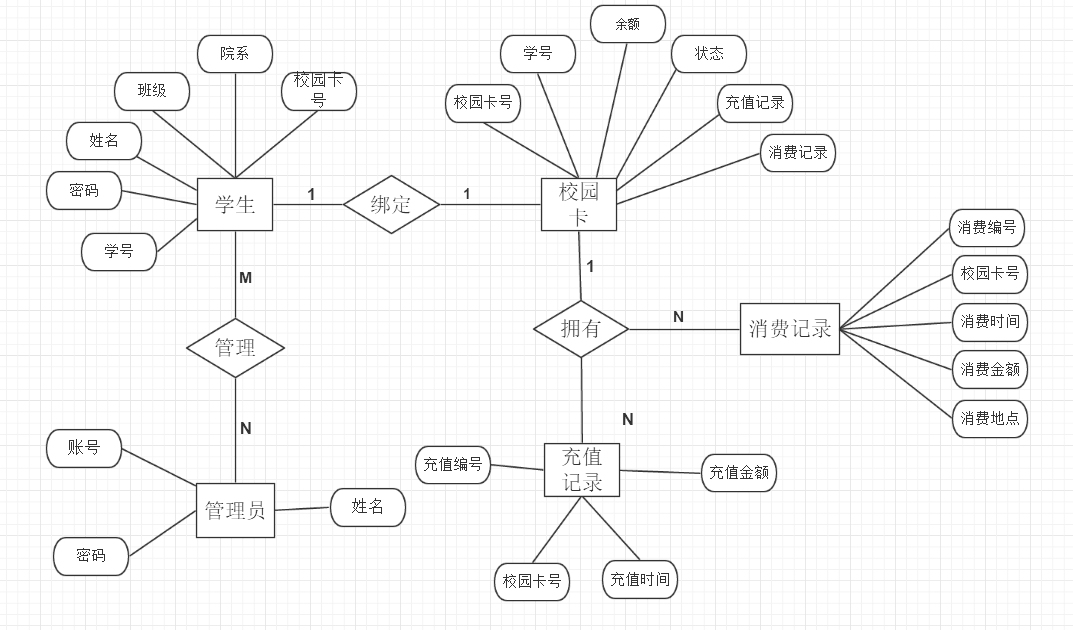 余额
院系
学号
状态
校园卡
号
班级
校园卡号
充值记录
姓名
消费记录
密码
学生
1
绑定
1
校园
卡
学号
消费编号
M
1
校园卡号
管理
拥有
N
消费记录
消费时间
消费金额
N
N
消费地点
账号
充值编号
充值
记录
充值金额
管理员
姓名
密码
校园卡号
充值时间